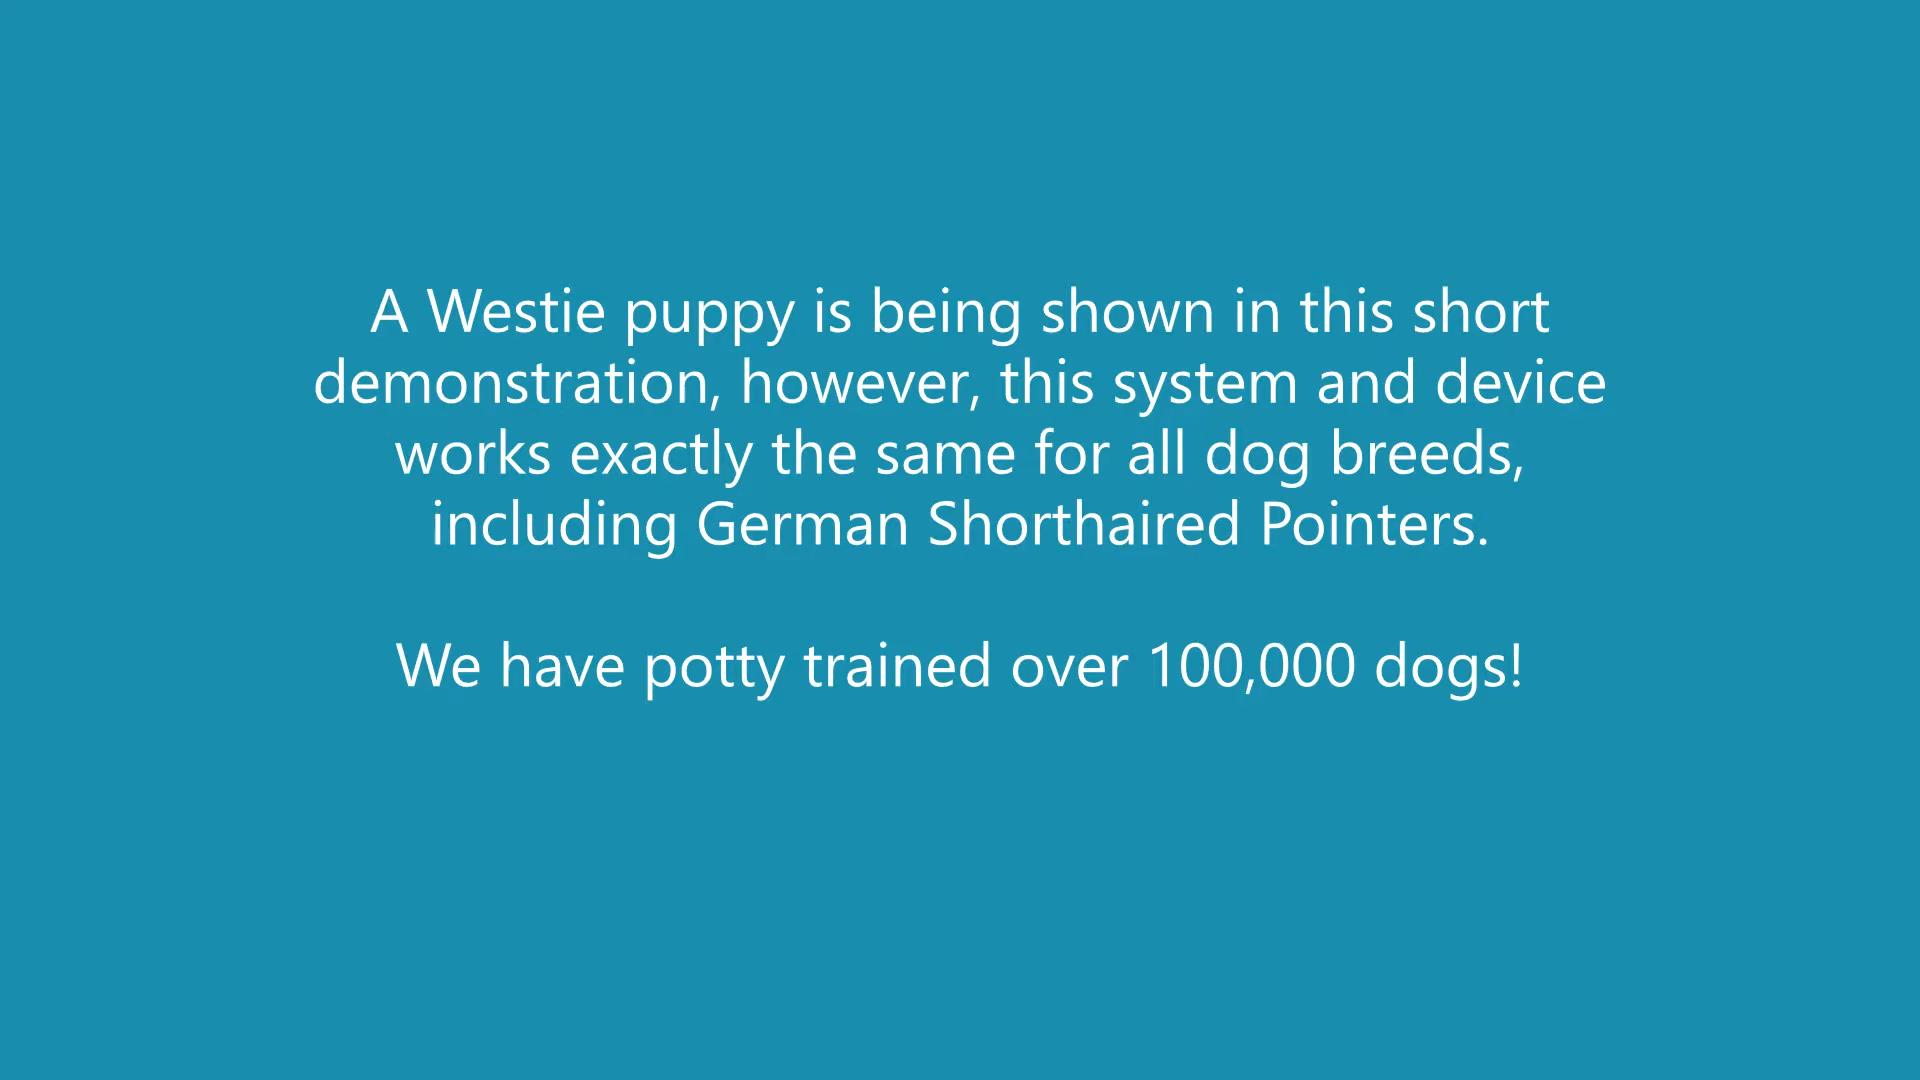 A Westie puppy is being shown in this short
demonstration, however, this system and device
works exactly the same for all dog breeds,
including German Shorthaired Pointers.
We have potty trained over 100,000 dogs!